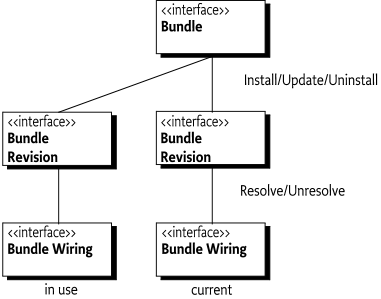 <<interface>>
Bundle
Install/Update/Uninstall
<<interface>>
Bundle
Revision
<<interface>>
Bundle
Revision
Resolve/Unresolve
<<interface>>
Bundle Wiring
<<interface>>
Bundle Wiring
in use
current